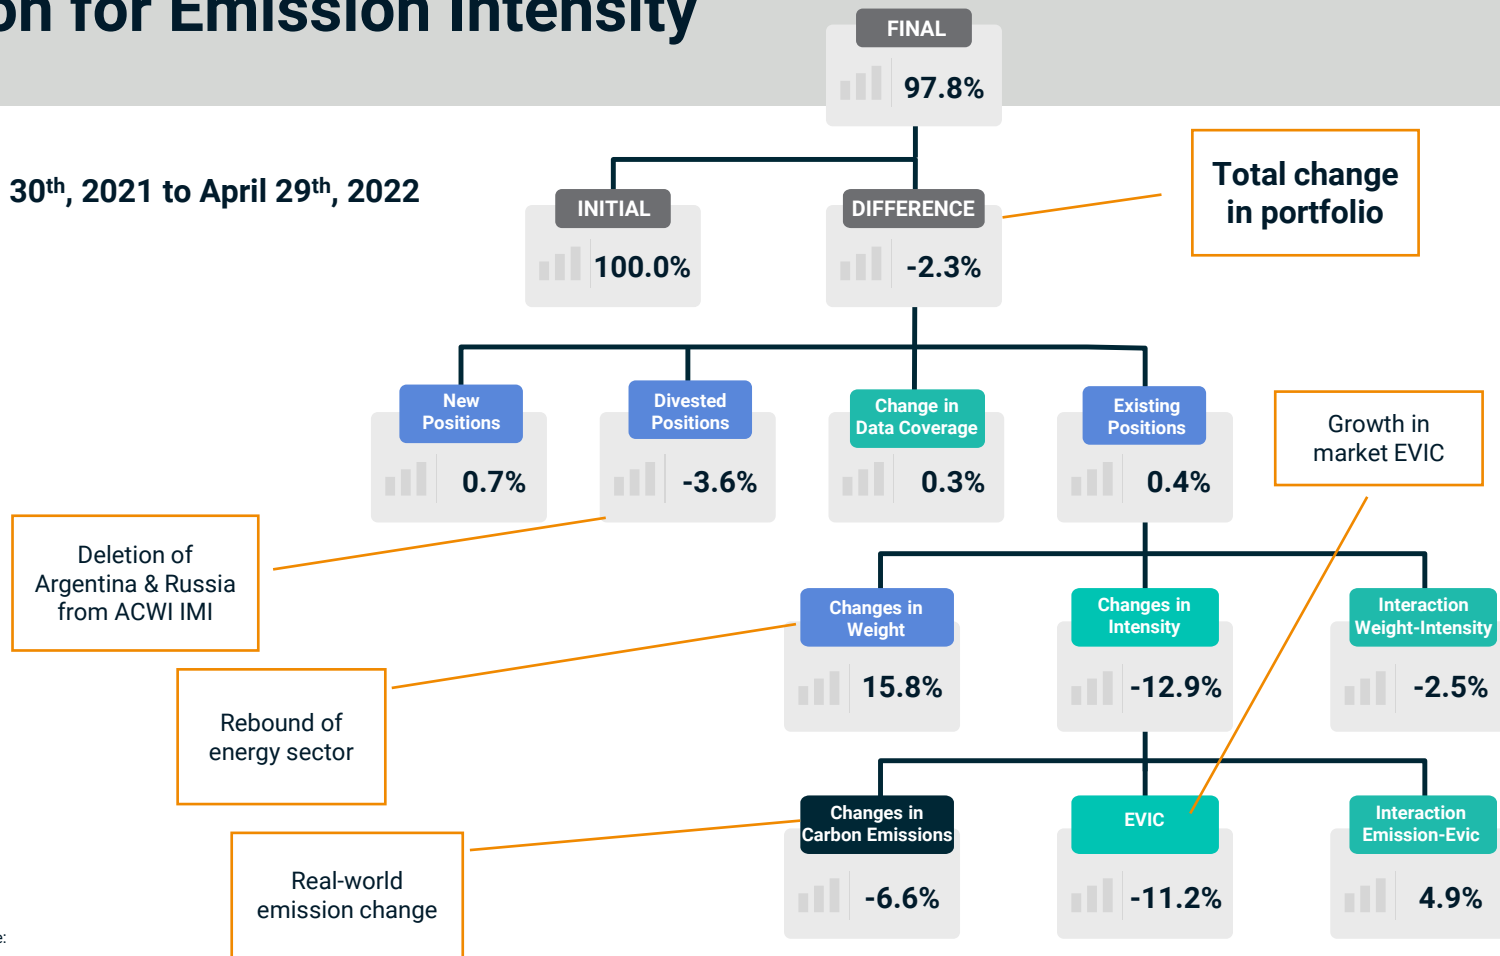 on for Emission Intensity
FINAL
97.8%
30th, 2021 to April 29th, 2022
Total change
in portfolio
INITIAL
100.0%
DIFFERENCE
-2.3%
New
Positions
0.7%
Divested
Positions
-3.6%
Change in
Data Coverage
0.3%
Existing
Positions
0.4%
Growth in
market EVIC
Deletion of
Argentina & Russia
from ACWI IMI
Changes in
Weight
15.8%
Changes in
Intensity
-12.9%
Interaction
Weight-Intensity
-2.5%
Rebound of
energy sector
Changes in
Carbon Emissions
-6.6%
EVIC
-11.2%
Interaction
Emission-Evic
4.9%
Real-world
emission change
e: